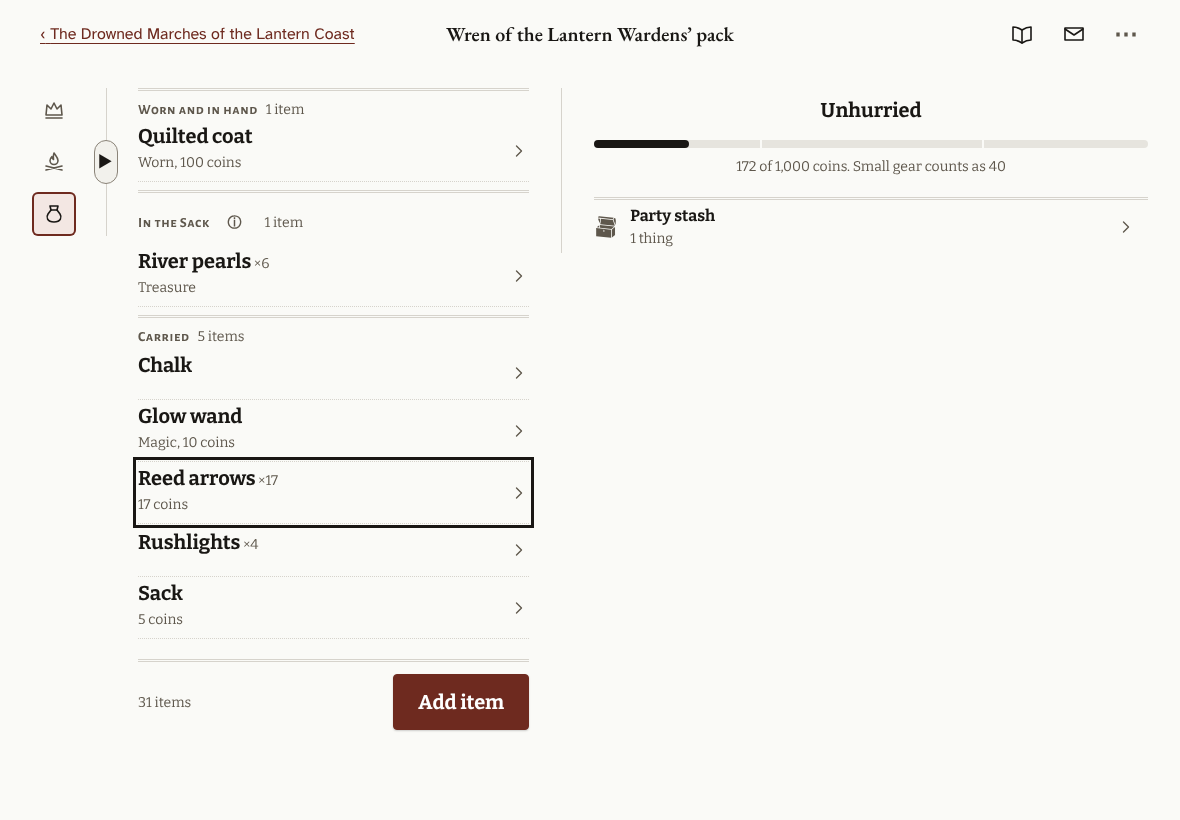 ‹ The Drowned Marches of the Lantern Coast
Wren of the Lantern Wardens’ pack
Worn and in hand 1 item
Quilted coat
Worn, 100 coins
In the Sack 1 item
River pearls ×6
Treasure
Carried 5 items
Chalk
Glow wand
Magic, 10 coins
Reed arrows ×17
17 coins
Rushlights ×4
Sack
5 coins
31 items
Add item
Unhurried
172 of 1,000 coins. Small gear counts as 40
Party stash
1 thing